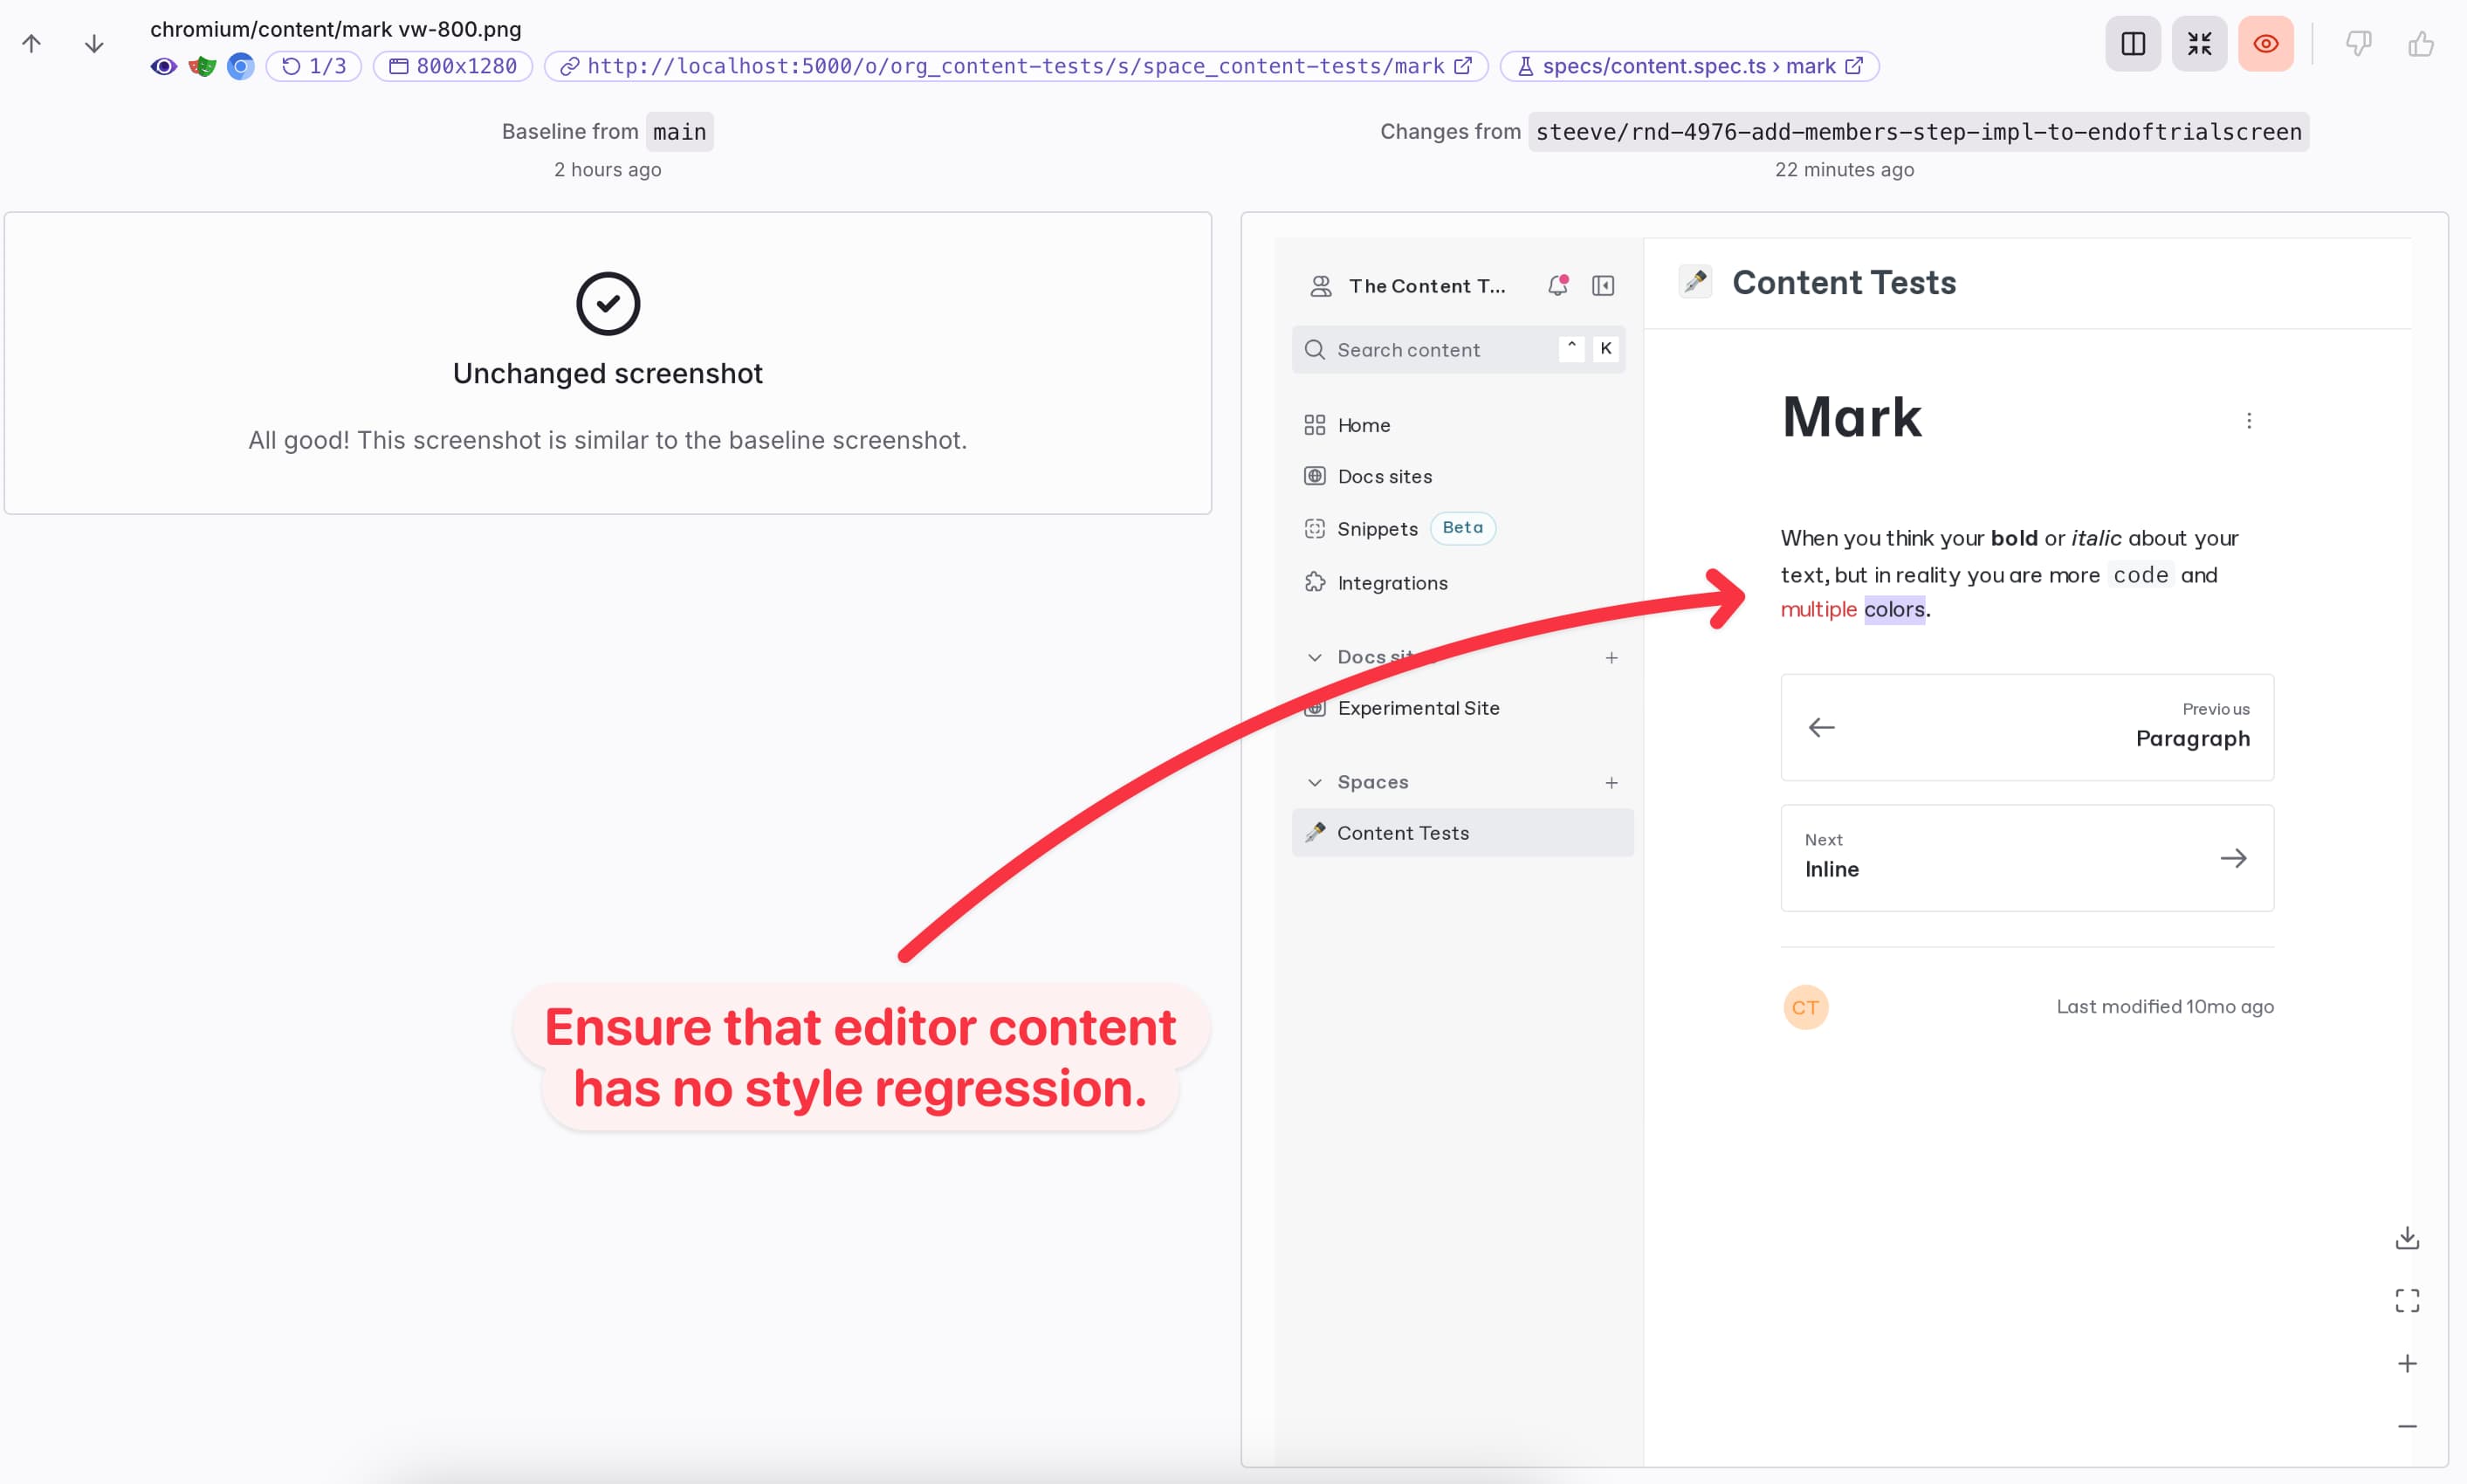 chromium/content/mark vw-800.png
1/3
800x1280
http://localhost:5000/o/org_content-tests/s/space_content-tests/mark
specs/content.spec.ts › mark
Baseline from main
2 hours ago
Changes from steeve/rnd-4976-add-members-step-impl-to-endoftrialscreen
22 minutes ago
Unchanged screenshot
All good! This screenshot is similar to the baseline screenshot.
The Content T...
Search content
^ K
Home
Docs sites
Snippets Beta
Integrations
Docs sit
Experimental Site
Spaces
Content Tests
Content Tests
Mark
When you think your bold or italic about your
text, but in reality you are more code and
multiple colors.
Previous
Paragraph
Next
Inline
CT
Last modified 10mo ago
Ensure that editor content
has no style regression.